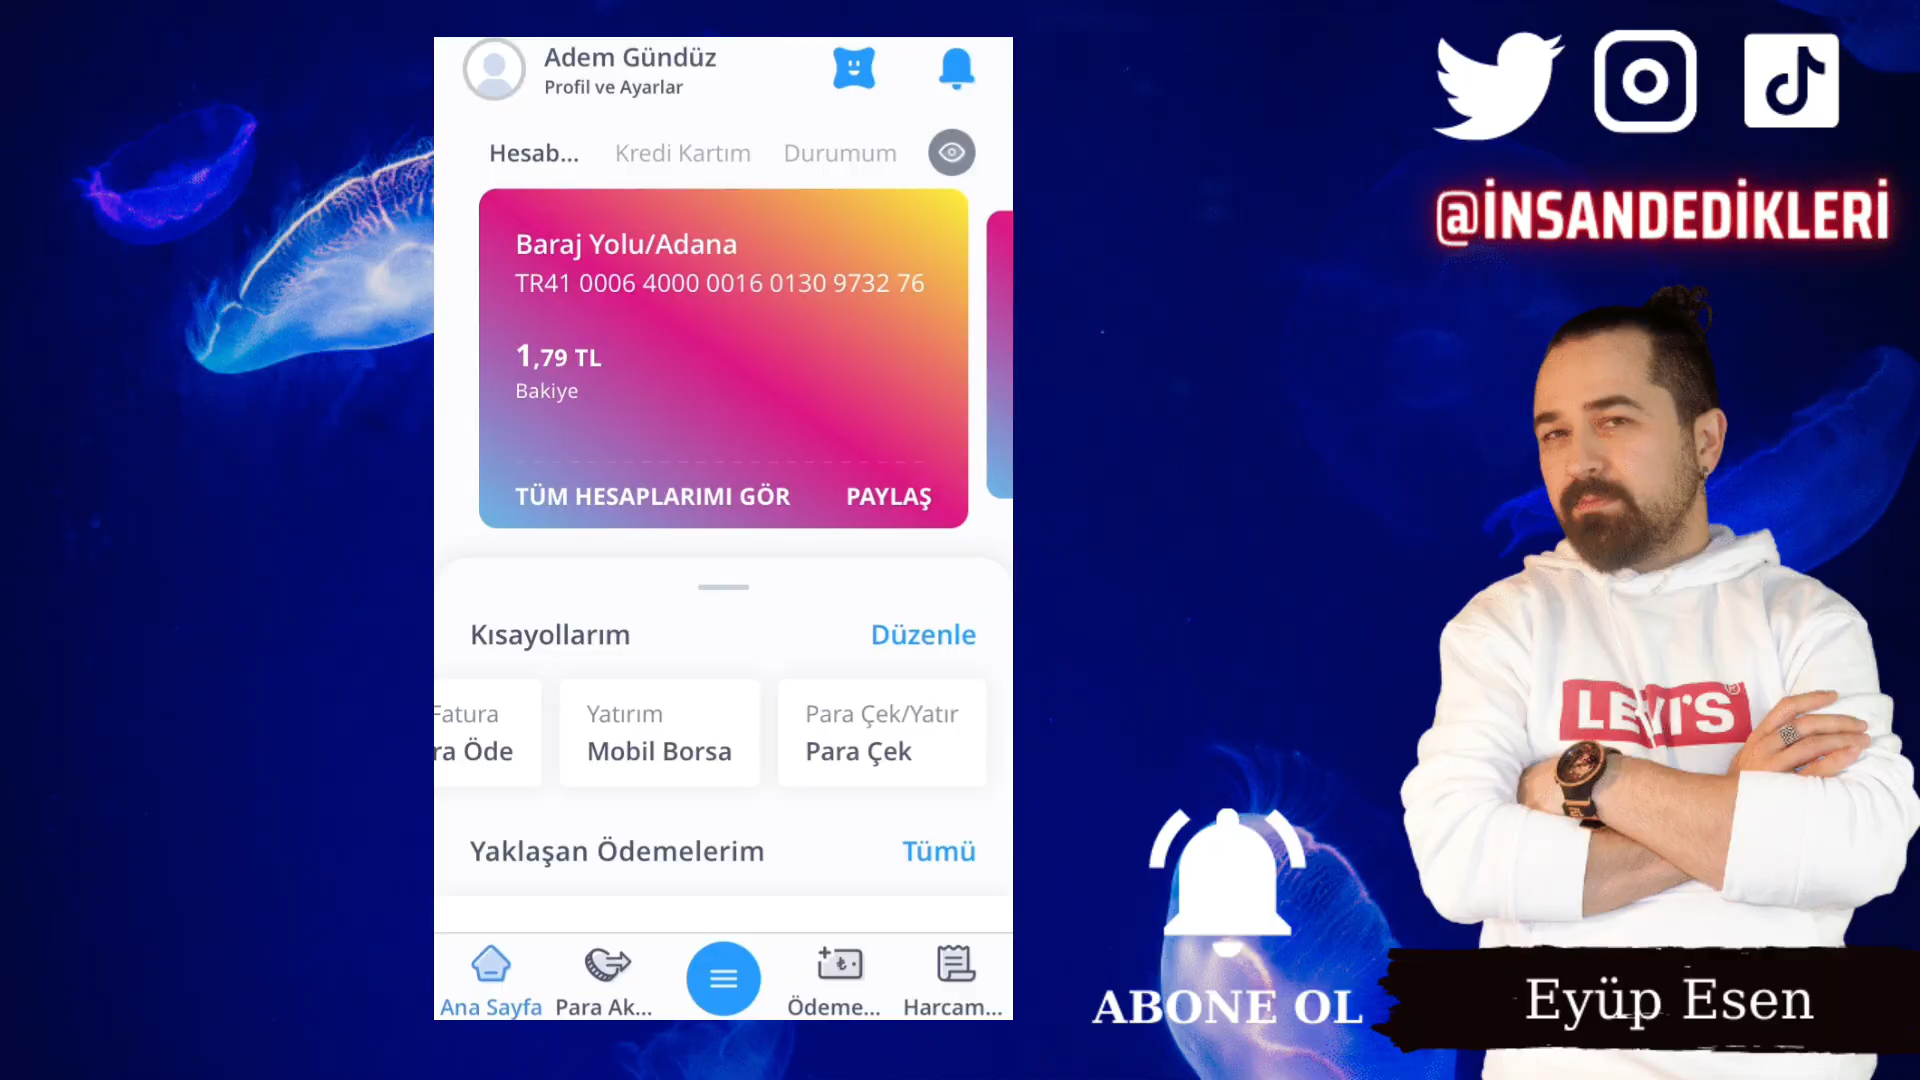 Adem Gündüz
Profil ve Ayarlar
Hesab...
Kredi Kartım
Durumum
Baraj Yolu/Adana
TR41 0006 4000 0016 0130 9732 76
1,79 TL
Bakiye
TÜM HESAPLARIMI GÖR
PAYLAŞ
Kısayollarım
Düzenle
Fatura
ra Öde
Yatırım
Mobil Borsa
Para Çek/Yatır
Para Çek
Yaklaşan Ödemelerim
Tümü
Ana Sayfa
Para Ak...
Ödeme...
Harcam...
@İNSANDEDİKLERİ
LEVI'S®
ABONE OL
Eyüp Esen